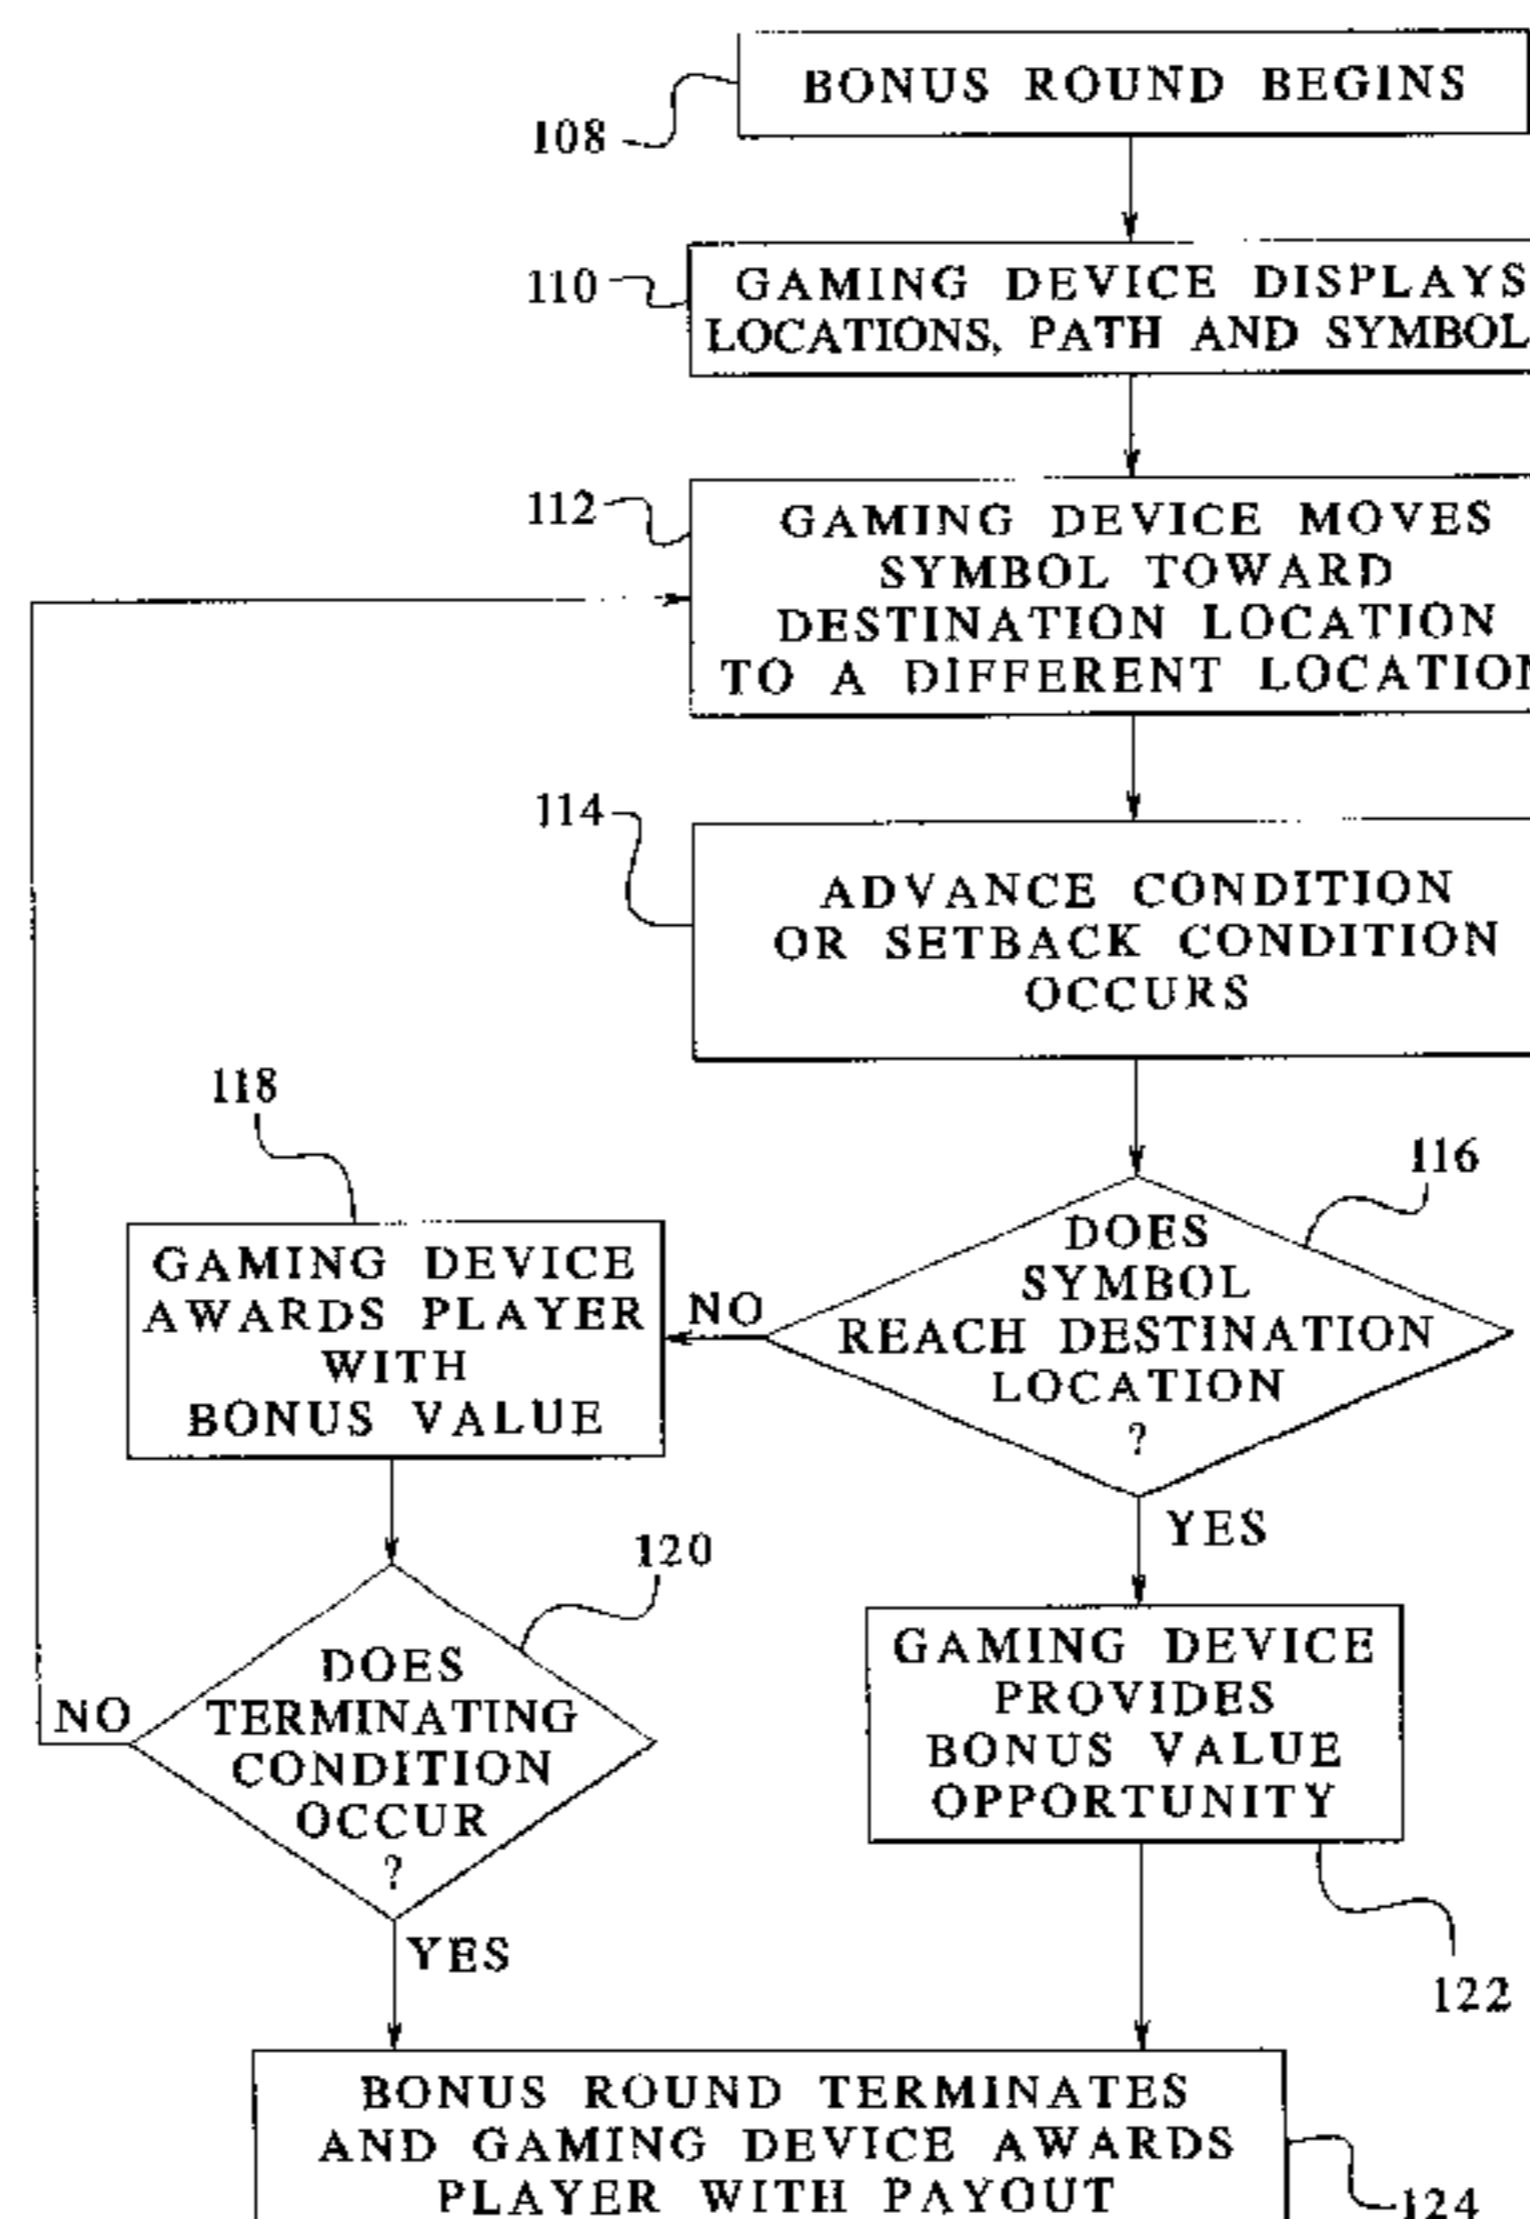 BONUS ROUND BEGINS
108
110
GAMING DEVICE DISPLAYS
LOCATIONS, PATH AND SYMBOL
112
GAMING DEVICE MOVES
SYMBOL TOWARD
DESTINATION LOCATION
TO A DIFFERENT LOCATION
114
ADVANCE CONDITION
OR SETBACK CONDITION
OCCURS
118
116
GAMING DEVICE
AWARDS PLAYER
WITH
BONUS VALUE
NO
DOES
SYMBOL
REACH DESTINATION
LOCATION
?
YES
120
DOES
TERMINATING
CONDITION
OCCUR
?
NO
YES
GAMING DEVICE
PROVIDES
BONUS VALUE
OPPORTUNITY
122
BONUS ROUND TERMINATES
AND GAMING DEVICE AWARDS
PLAYER WITH PAYOUT
124